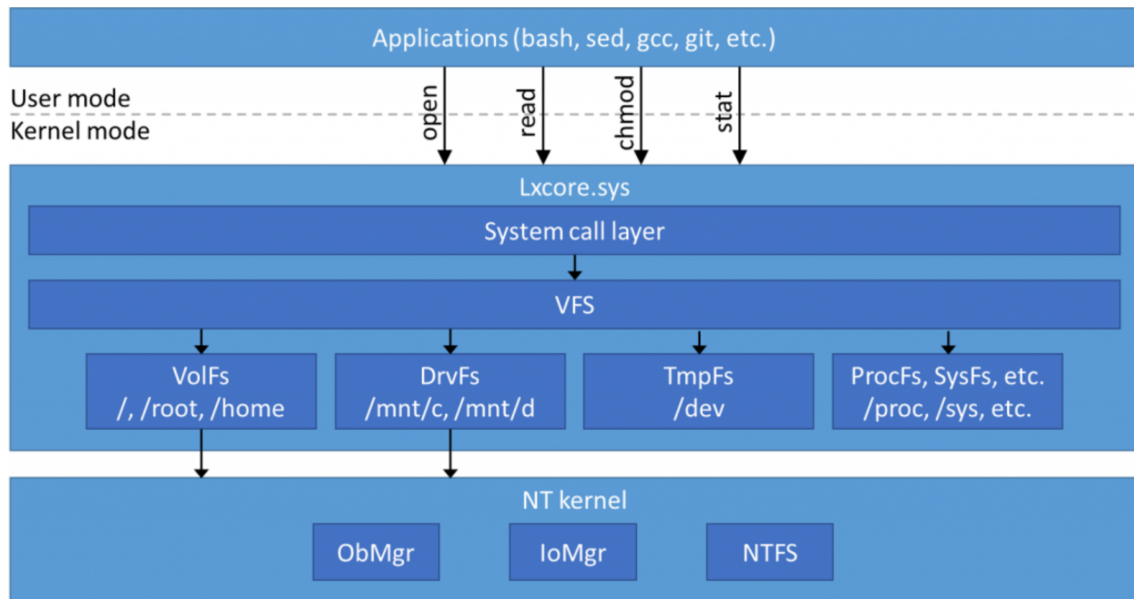 Applications (bash, sed, gcc, git, etc.)
User mode
Kernel mode
open
read
chmod
stat
Lxcore.sys
System call layer
VFS
VolFs
/, /root, /home
DrvFs
/mnt/c, /mnt/d
TmpFs
/dev
ProcFs, SysFs, etc.
/proc, /sys, etc.
NT kernel
ObMgr
IoMgr
NTFS